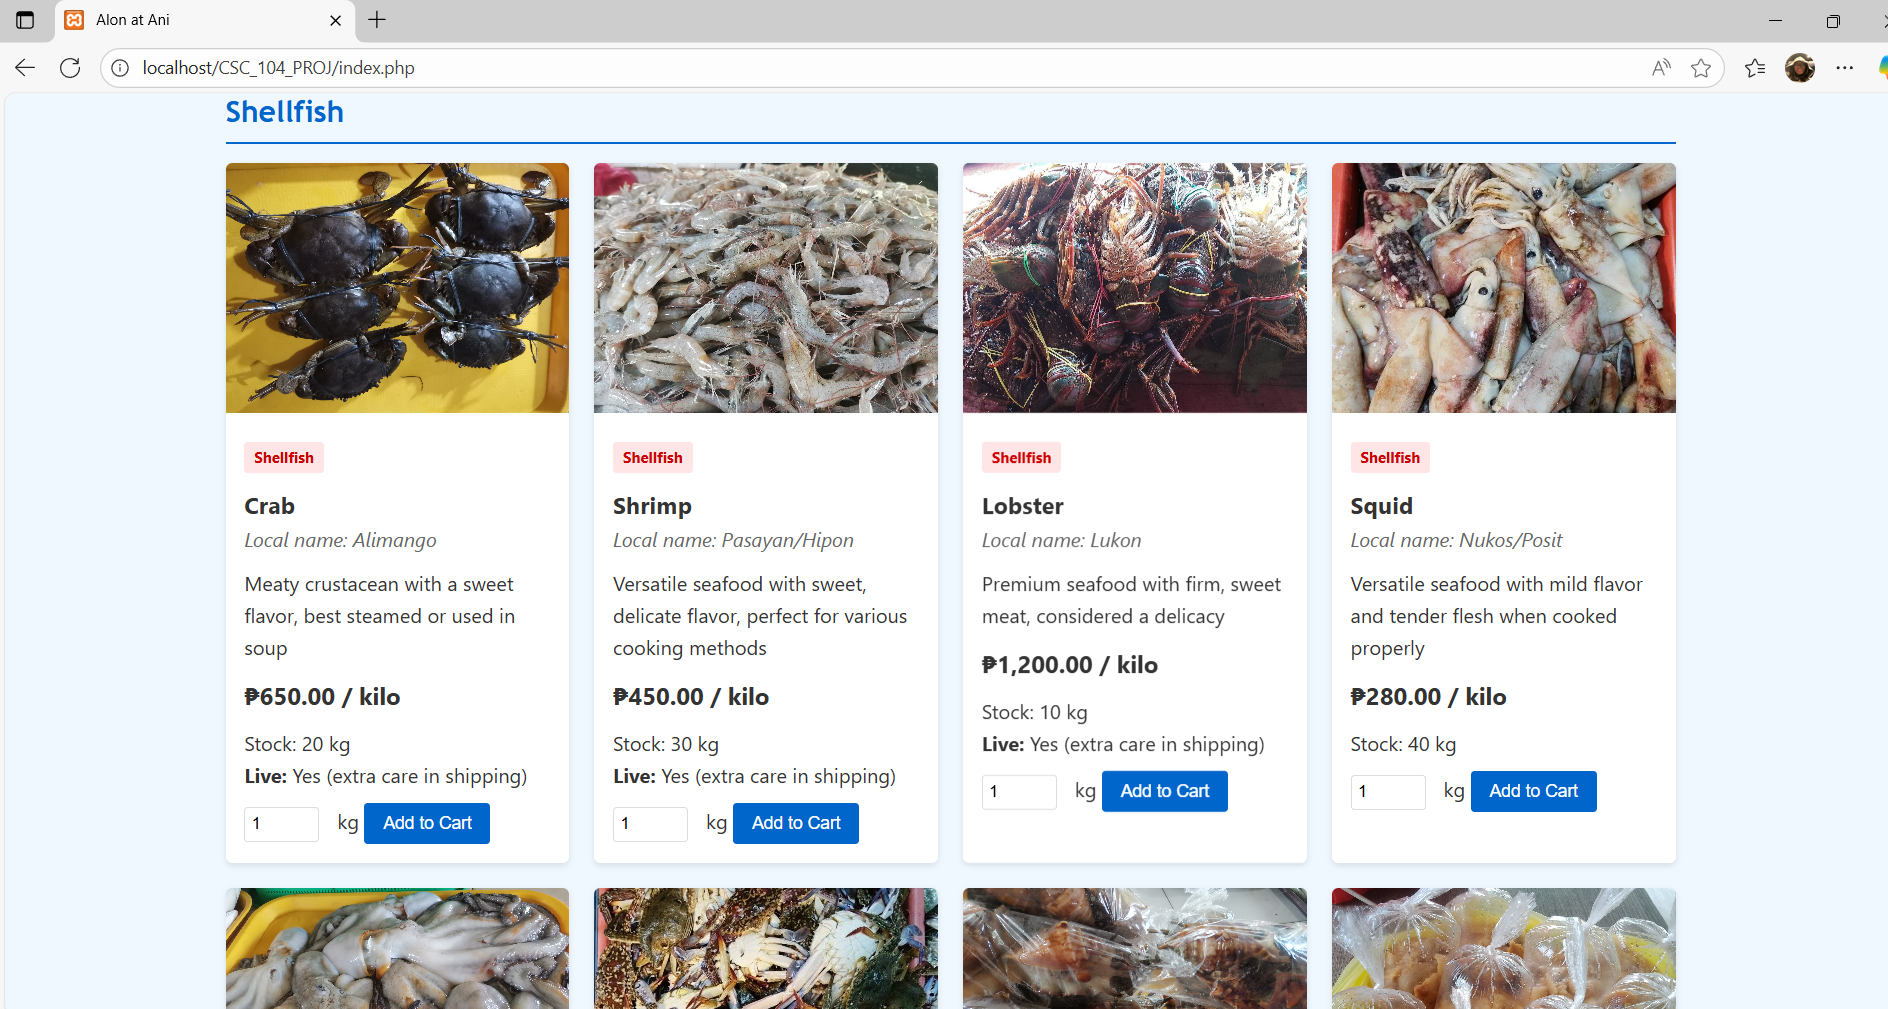 Alon at Ani
localhost/CSC_104_PROJ/index.php
Shellfish
Shellfish
Crab
Local name: Alimango
Meaty crustacean with a sweet
flavor, best steamed or used in
soup
₱650.00 / kilo
Stock: 20 kg
Live: Yes (extra care in shipping)
1 kg Add to Cart
Shellfish
Shrimp
Local name: Pasayan/Hipon
Versatile seafood with sweet,
delicate flavor, perfect for various
cooking methods
₱450.00 / kilo
Stock: 30 kg
Live: Yes (extra care in shipping)
1 kg Add to Cart
Shellfish
Lobster
Local name: Lukon
Premium seafood with firm, sweet
meat, considered a delicacy
₱1,200.00 / kilo
Stock: 10 kg
Live: Yes (extra care in shipping)
1 kg Add to Cart
Shellfish
Squid
Local name: Nukos/Posit
Versatile seafood with mild flavor
and tender flesh when cooked
properly
₱280.00 / kilo
Stock: 40 kg
1 kg Add to Cart